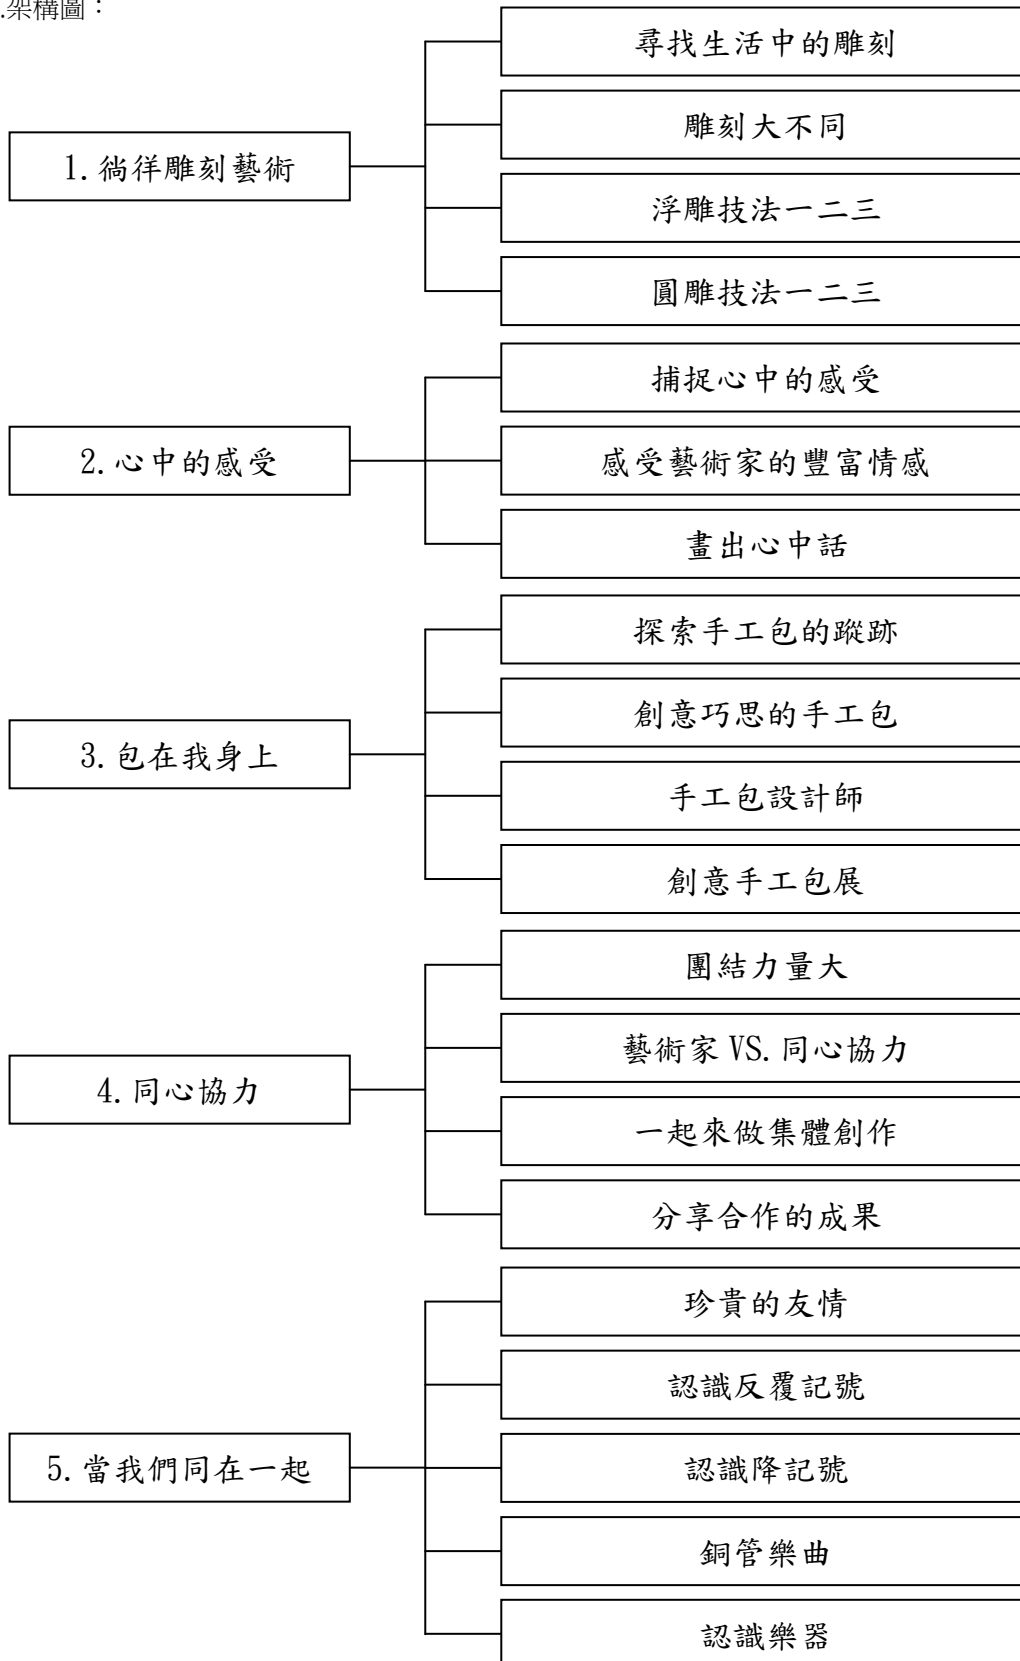 .架構圖：
1.徜徉雕刻藝術
尋找生活中的雕刻
雕刻大不同
浮雕技法一二三
圓雕技法一二三
2.心中的感受
捕捉心中的感受
感受藝術家的豐富情感
畫出心中話
3.包在我身上
探索手工包的蹤跡
創意巧思的手工包
手工包設計師
創意手工包展
4.同心協力
團結力量大
藝術家 VS.同心協力
一起來做集體創作
分享合作的成果
5.當我們同在一起
珍貴的友情
認識反覆記號
認識降記號
銅管樂曲
認識樂器